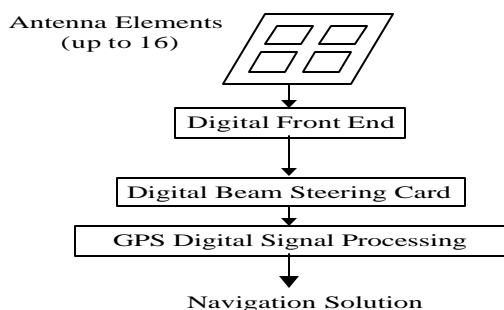 Antenna Elements
(up to 16)
Digital Front End
Digital Beam Steering Card
GPS Digital Signal Processing
Navigation Solution